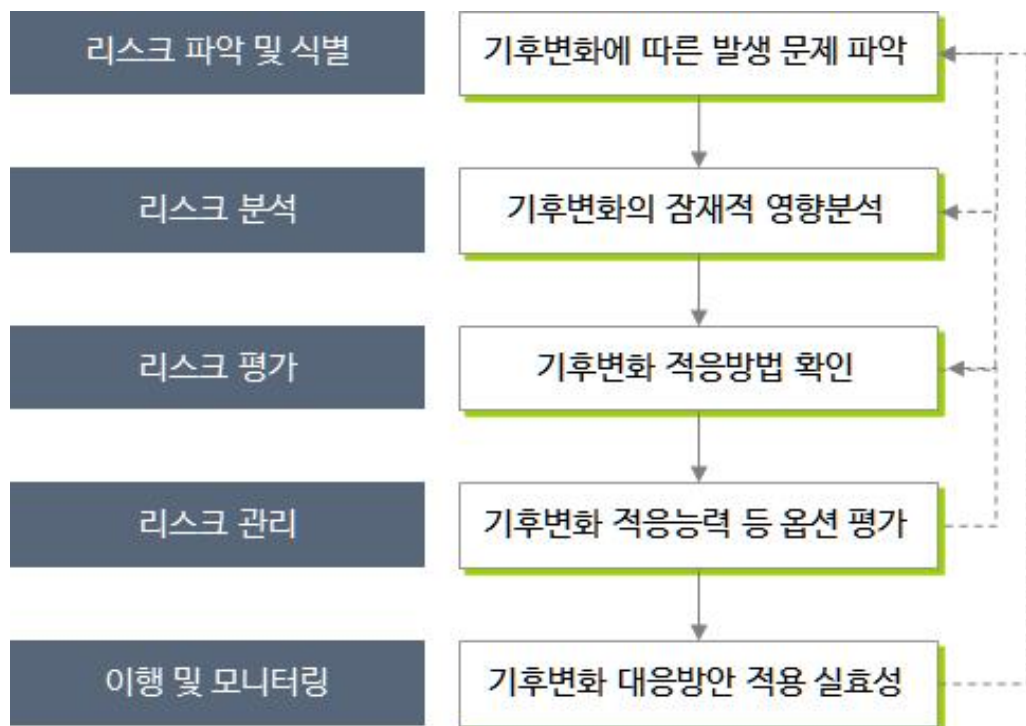 리스크 파악 및 식별
기후변화에 따른 발생 문제 파악
리스크 분석
기후변화의 잠재적 영향분석
리스크 평가
기후변화 적응방법 확인
리스크 관리
기후변화 적응능력 등 옵션 평가
이행 및 모니터링
기후변화 대응방안 적용 실효성